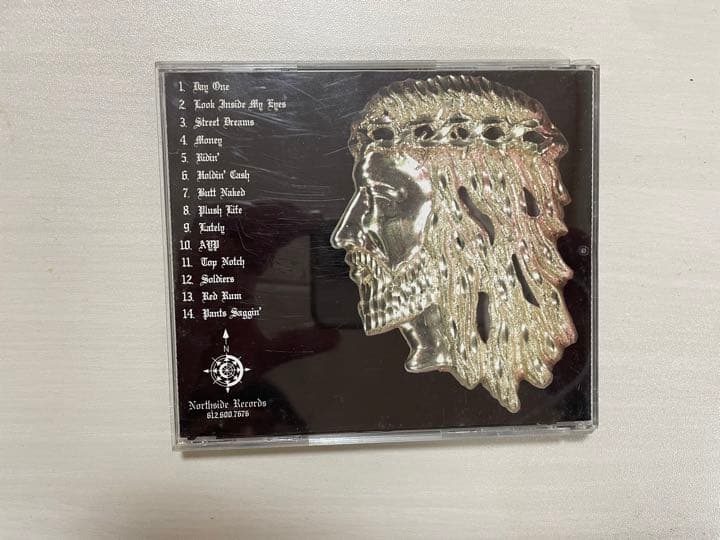 1. Day One
2. Look Inside My Eyes
3. Street Dreams
4. Money
5. Ridin'
6. Holdin' Cash
7. Butt Naked
8. Plush Life
9. Lately
10. AYP
11. Top Notch
12. Soldiers
13. Red Rum
14. Pants Saggin'
N
Northside Records
612.600.7676